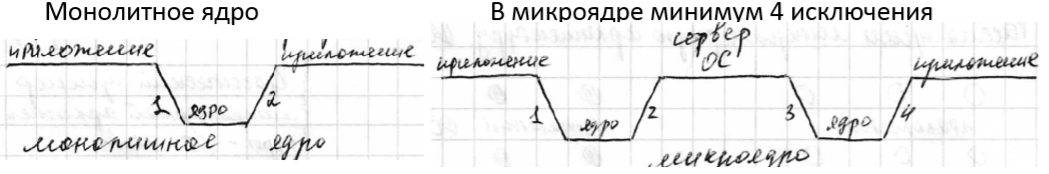 Монолитное ядро
приложение
приложение
1
ядро
2
монолитное ядро
В микроядре минимум 4 исключения
сервер
ОС
приложение
приложение
1
ядро
2
3
ядро
4
микроядро